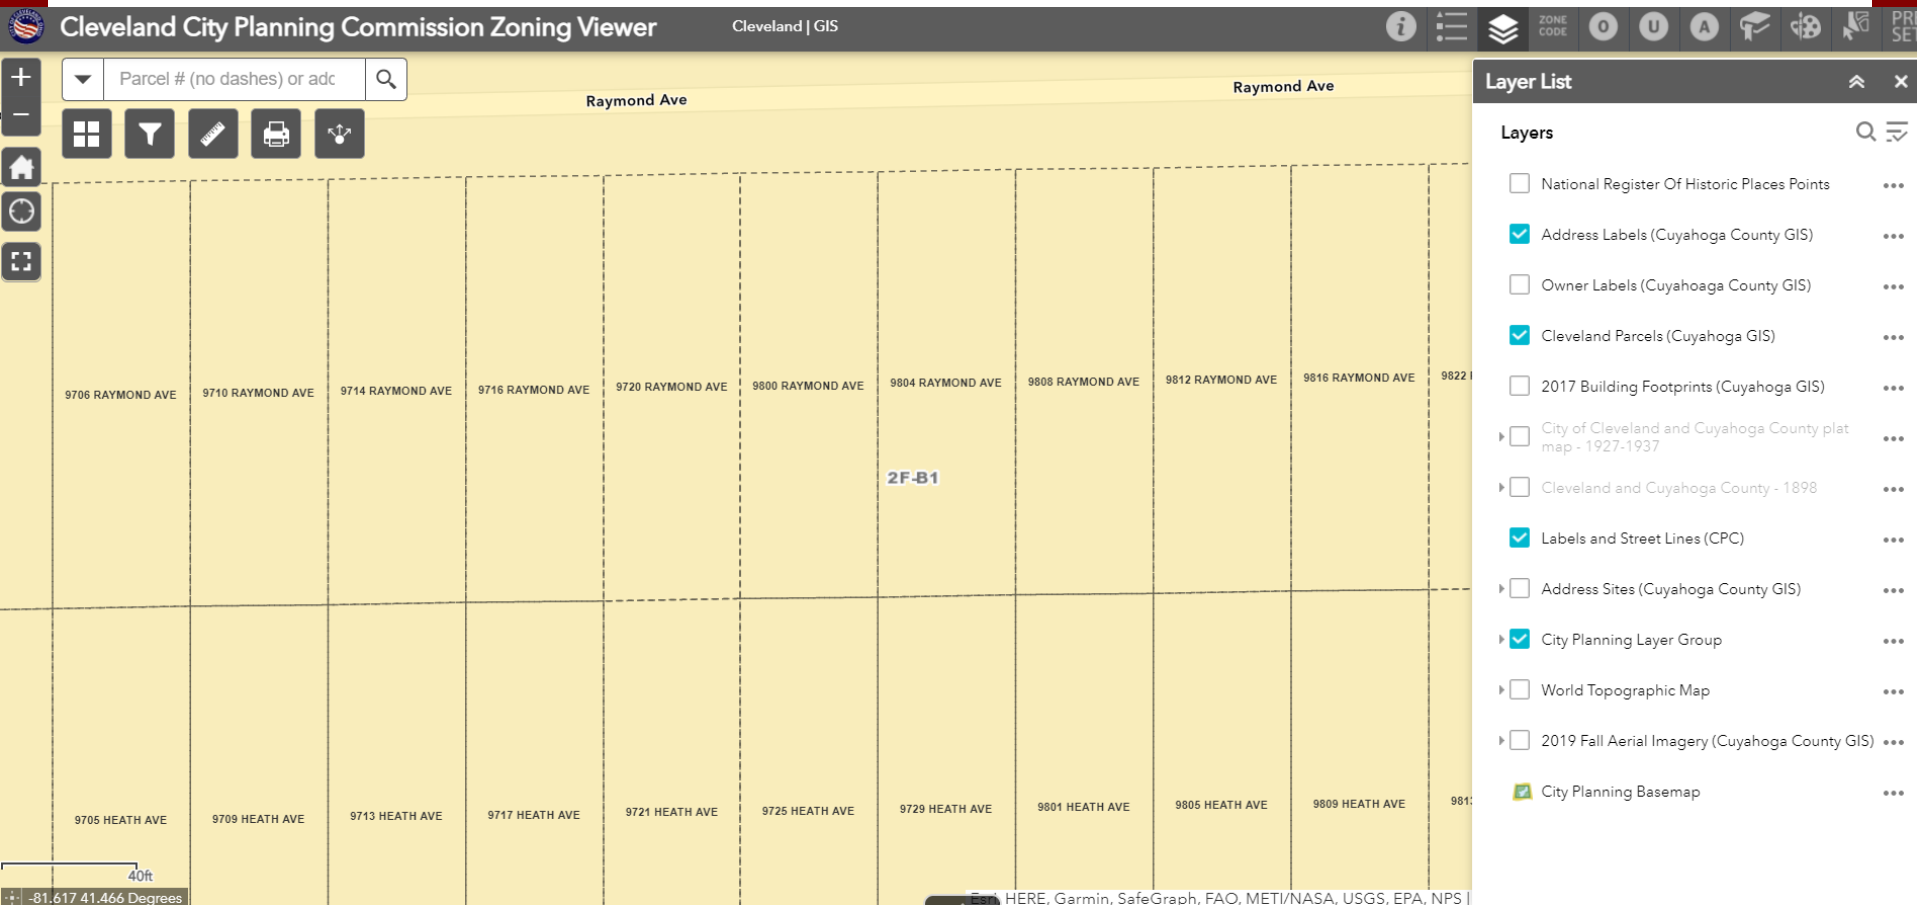 Cleveland City Planning Commission Zoning Viewer
Cleveland | GIS
ZONE
CODE
O
U
A
Parcel # (no dashes) or adc
Raymond Ave
Raymond Ave
9706 RAYMOND AVE
9710 RAYMOND AVE
9714 RAYMOND AVE
9716 RAYMOND AVE
9720 RAYMOND AVE
9800 RAYMOND AVE
9804 RAYMOND AVE
9808 RAYMOND AVE
9812 RAYMOND AVE
9816 RAYMOND AVE
9822
2F-B1
9705 HEATH AVE
9709 HEATH AVE
9713 HEATH AVE
9717 HEATH AVE
9721 HEATH AVE
9725 HEATH AVE
9729 HEATH AVE
9801 HEATH AVE
9805 HEATH AVE
9809 HEATH AVE
40ft
-81.617 41.466 Degrees
Esri, HERE, Garmin, SafeGraph, FAO, METI/NASA, USGS, EPA, NPS |
Layer List
Layers
National Register Of Historic Places Points
Address Labels (Cuyahoga County GIS)
Owner Labels (Cuyahoaga County GIS)
Cleveland Parcels (Cuyahoga GIS)
2017 Building Footprints (Cuyahoga GIS)
City of Cleveland and Cuyahoga County plat
map - 1927-1937
Cleveland and Cuyahoga County - 1898
Labels and Street Lines (CPC)
Address Sites (Cuyahoga County GIS)
City Planning Layer Group
World Topographic Map
2019 Fall Aerial Imagery (Cuyahoga County GIS)
City Planning Basemap